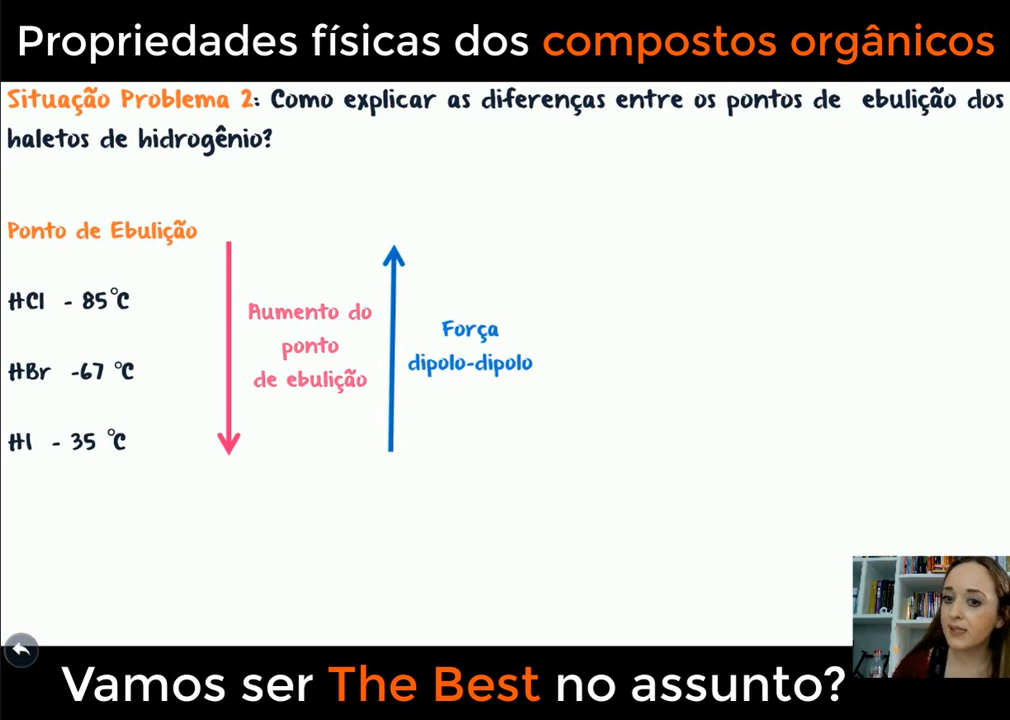 Propriedades físicas dos compostos orgânicos
Situação Problema 2: Como explicar as diferenças entre os pontos de ebulição dos
haletos de hidrogênio?
Ponto de Ebulição
HCl - 85°C
HBr -67 °C
HI - 35 °C
Aumento do
ponto
de ebulição
Força
dipolo-dipolo
Vamos ser The Best no assunto?